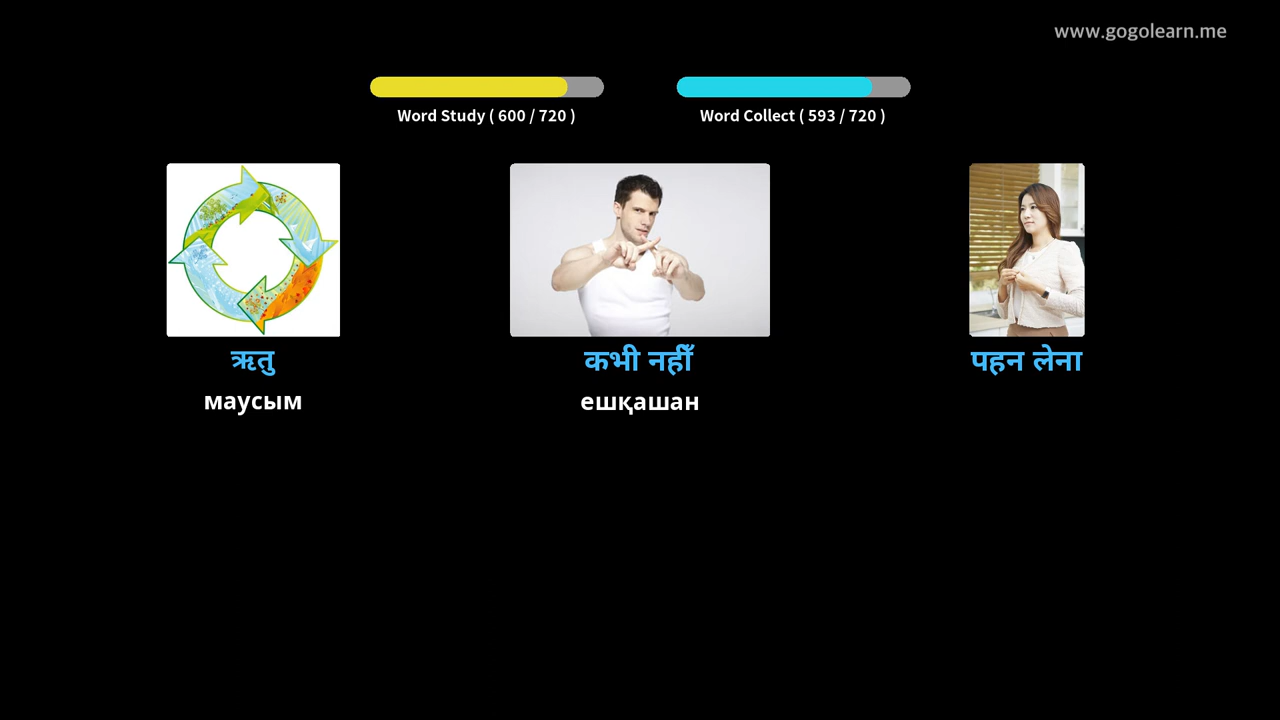 www.gogolearn.me
Word Study ( 600 / 720 )
Word Collect ( 593 / 720 )
ऋतु
कभी नहीँ
पहन लेना
маусым
ешқашан